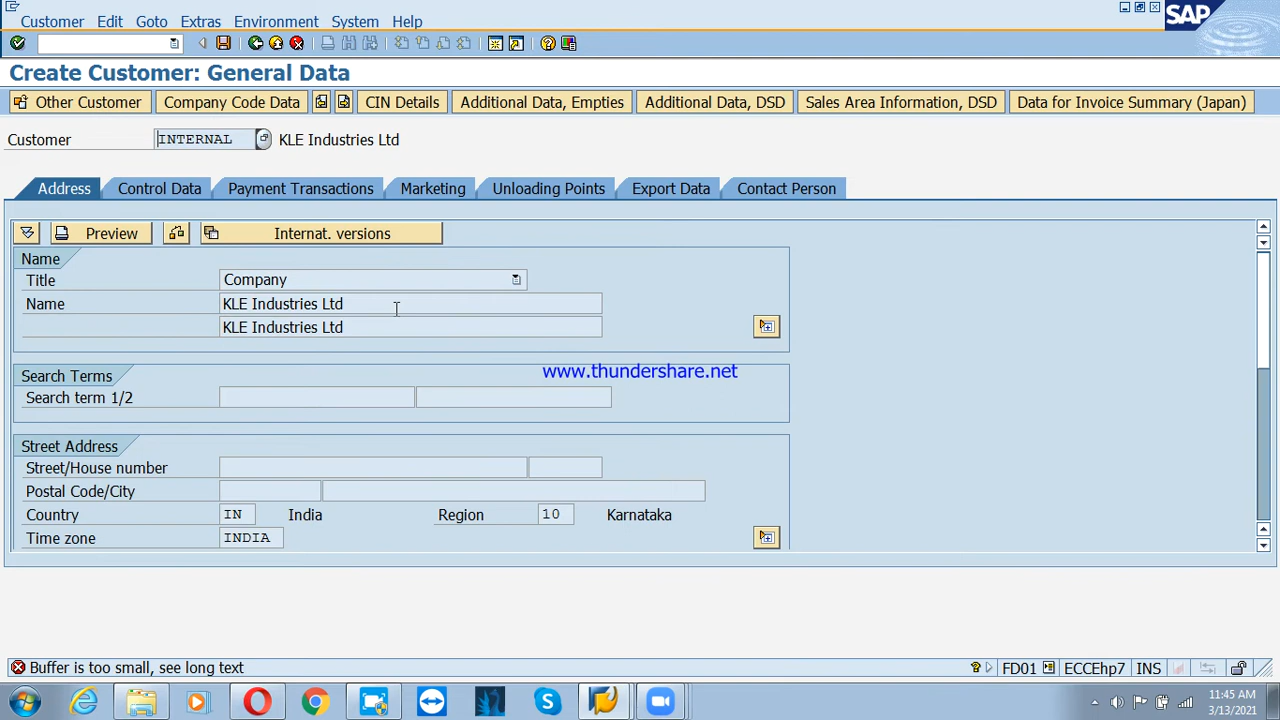 Customer Edit Goto Extras Environment System Help
SAP
Create Customer: General Data
Other Customer Company Code Data CIN Details Additional Data, Empties Additional Data, DSD Sales Area Information, DSD Data for Invoice Summary (Japan)
Customer INTERNAL KLE Industries Ltd
Address Control Data Payment Transactions Marketing Unloading Points Export Data Contact Person
Preview Internat. versions
Name
Title Company
Name KLE Industries Ltd
KLE Industries Ltd
www.thundershare.net
Search Terms
Search term 1/2
Street Address
Street/House number
Postal Code/City
Country IN India Region 10 Karnataka
Time zone INDIA
Buffer is too small, see long text FD01 ECCEhp7 INS
11:45 AM
3/13/2021